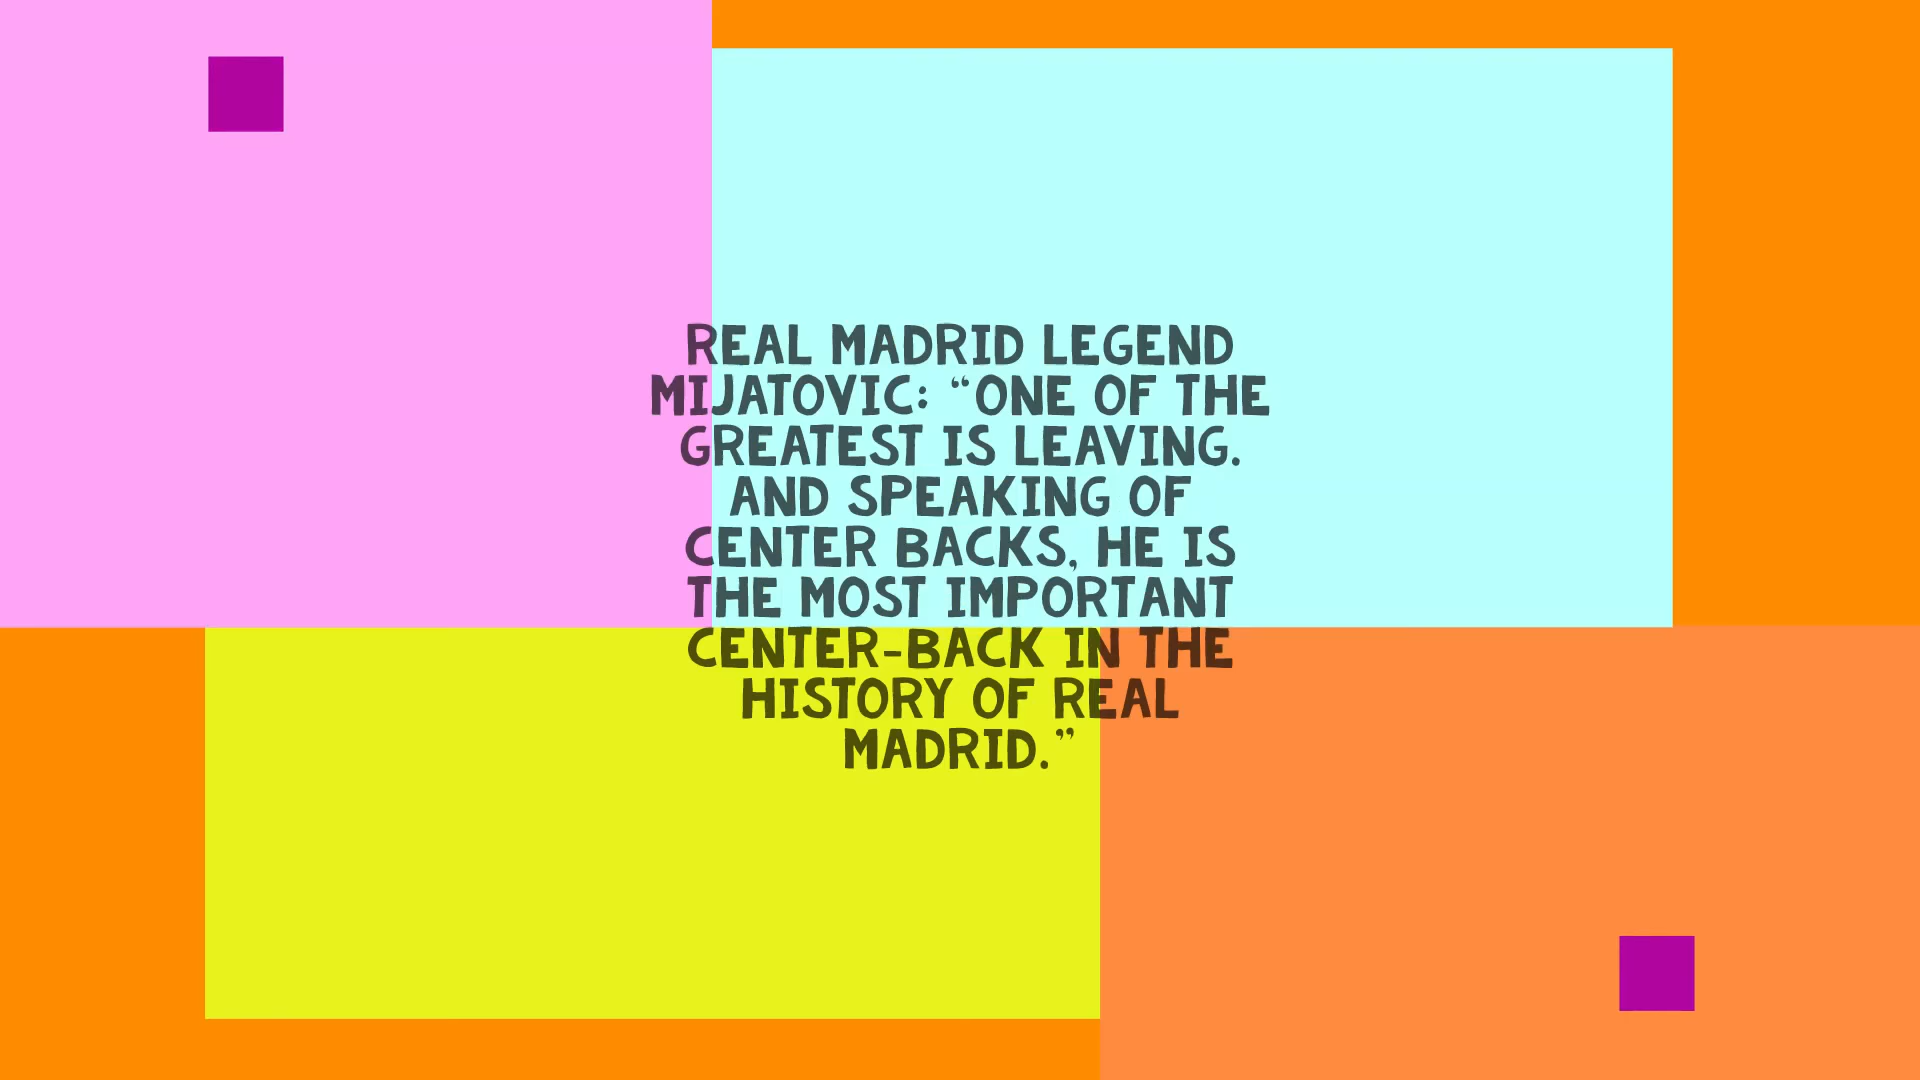 REAL MADRID LEGEND
MIJATOVIC: “ONE OF THE
GREATEST IS LEAVING.
AND SPEAKING OF
CENTER BACKS, HE IS
THE MOST IMPORTANT
CENTER-BACK IN THE
HISTORY OF REAL
MADRID.”